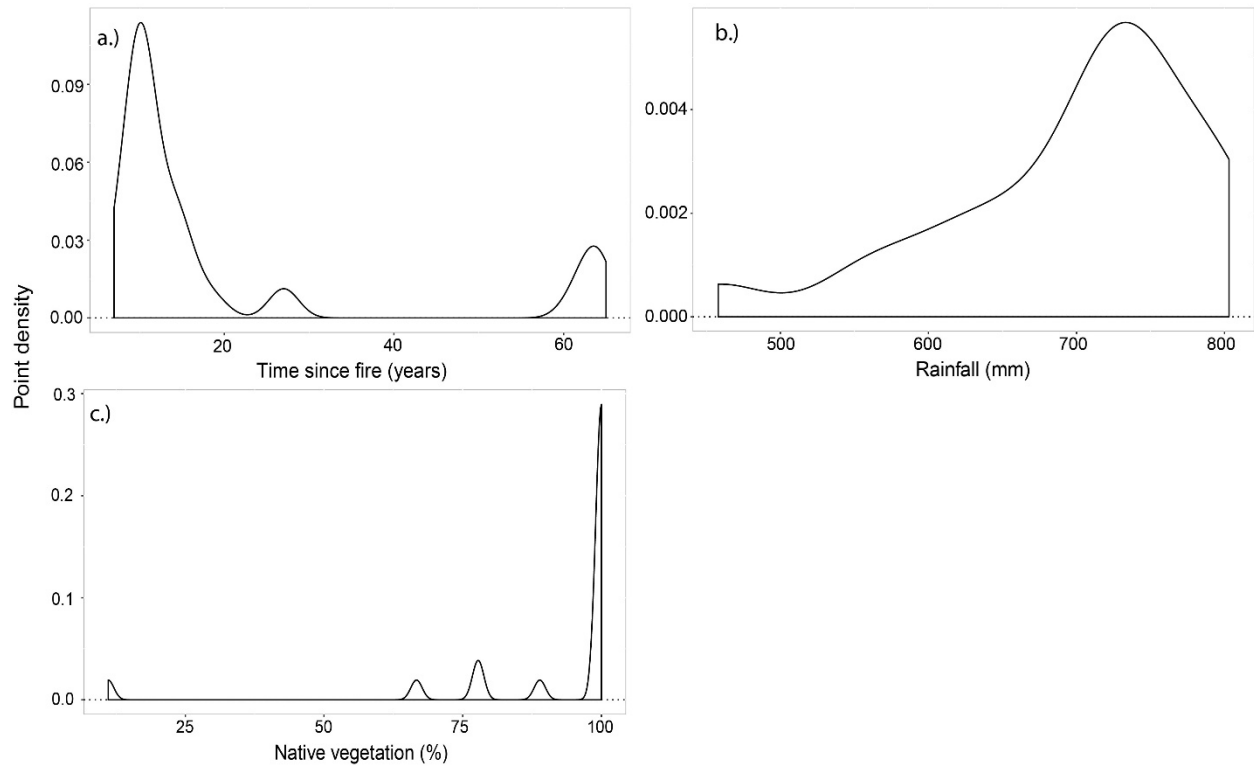 Point density
a.)
0.09
0.06
0.03
0.00
20 40 60
Time since fire (years)
b.)
0.004
0.002
0.000
500 600 700 800
Rainfall (mm)
c.)
0.3
0.2
0.1
0.0
25 50 75 100
Native vegetation (%)